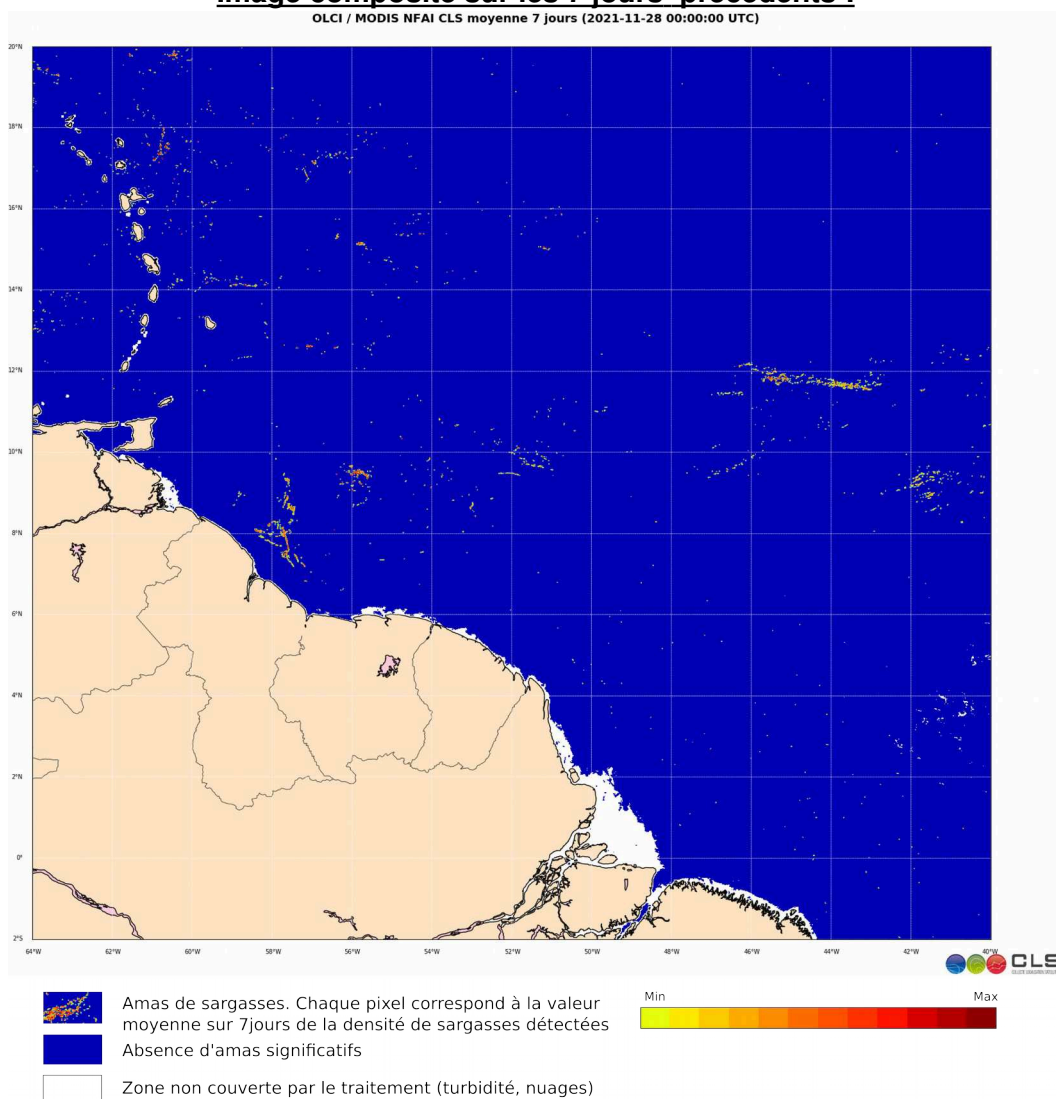 Image composite sur les 7 jours précédents :
OLCI / MODIS NFAI CLS moyenne 7 jours (2021-11-28 00:00:00 UTC)
20°N
18°N
16°N
14°N
12°N
10°N
8°N
6°N
4°N
2°N
0°
2°S
64°W 62°W 60°W 58°W 56°W 54°W 52°W 50°W 48°W 46°W 44°W 42°W 40°W
CLS
Amas de sargasses. Chaque pixel correspond à la valeur
moyenne sur 7jours de la densité de sargasses détectées
Min Max
Absence d'amas significatifs
Zone non couverte par le traitement (turbidité, nuages)